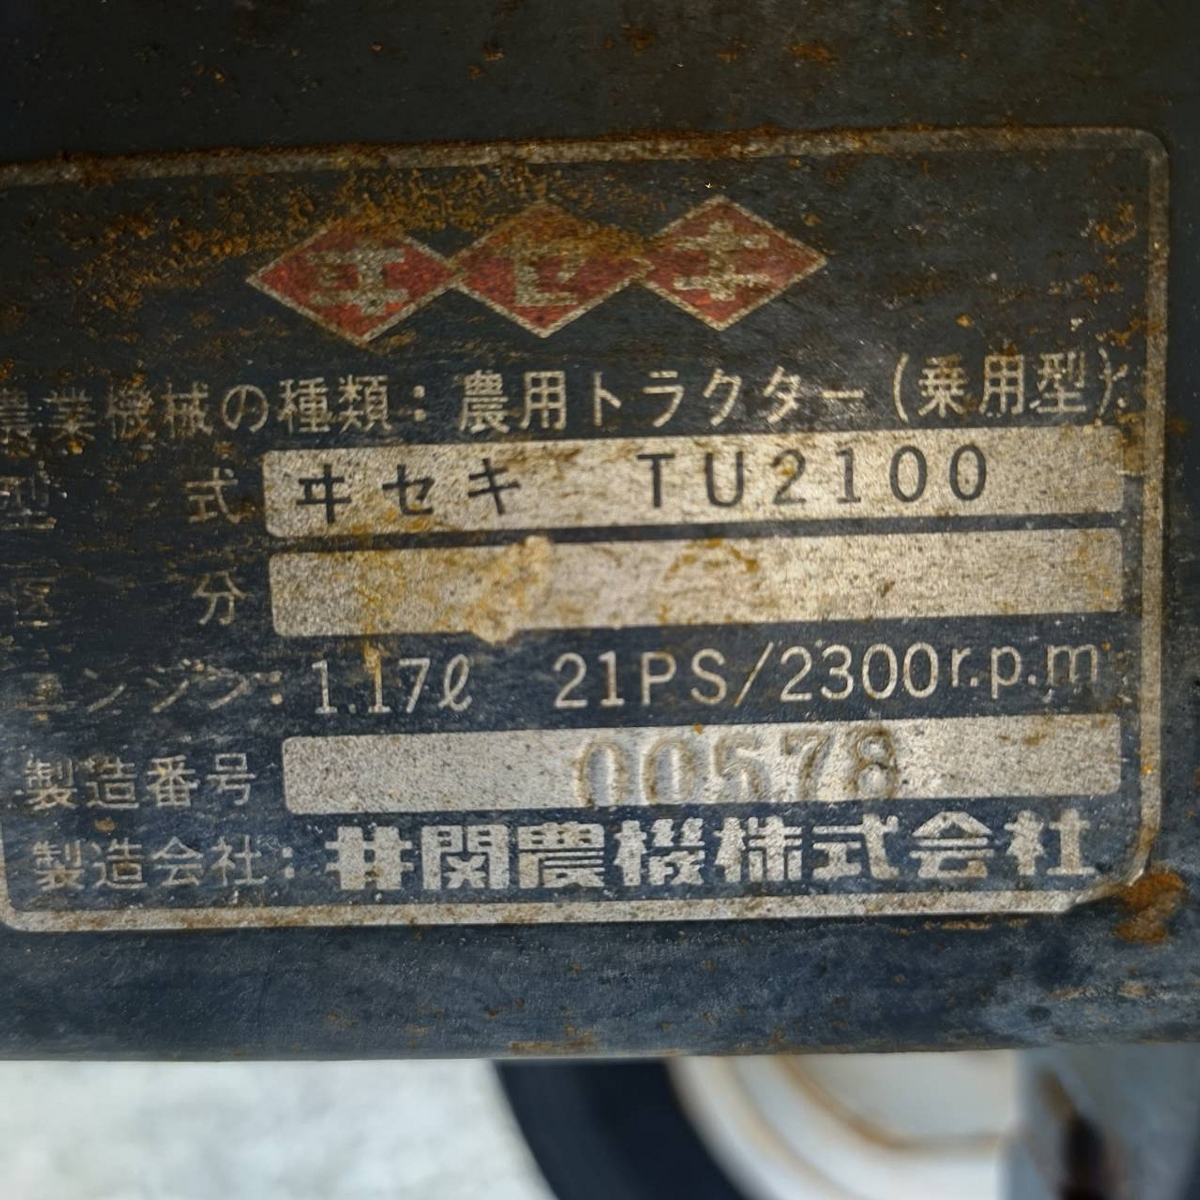 ヰセキ
農業機械の種類：農用トラクター(乗用型)
型 式 ヰセキ TU2100
区 分
エンジン：1.17ℓ 21PS/2300r.p.m
製造番号 00578
製造会社：井関農機株式会社